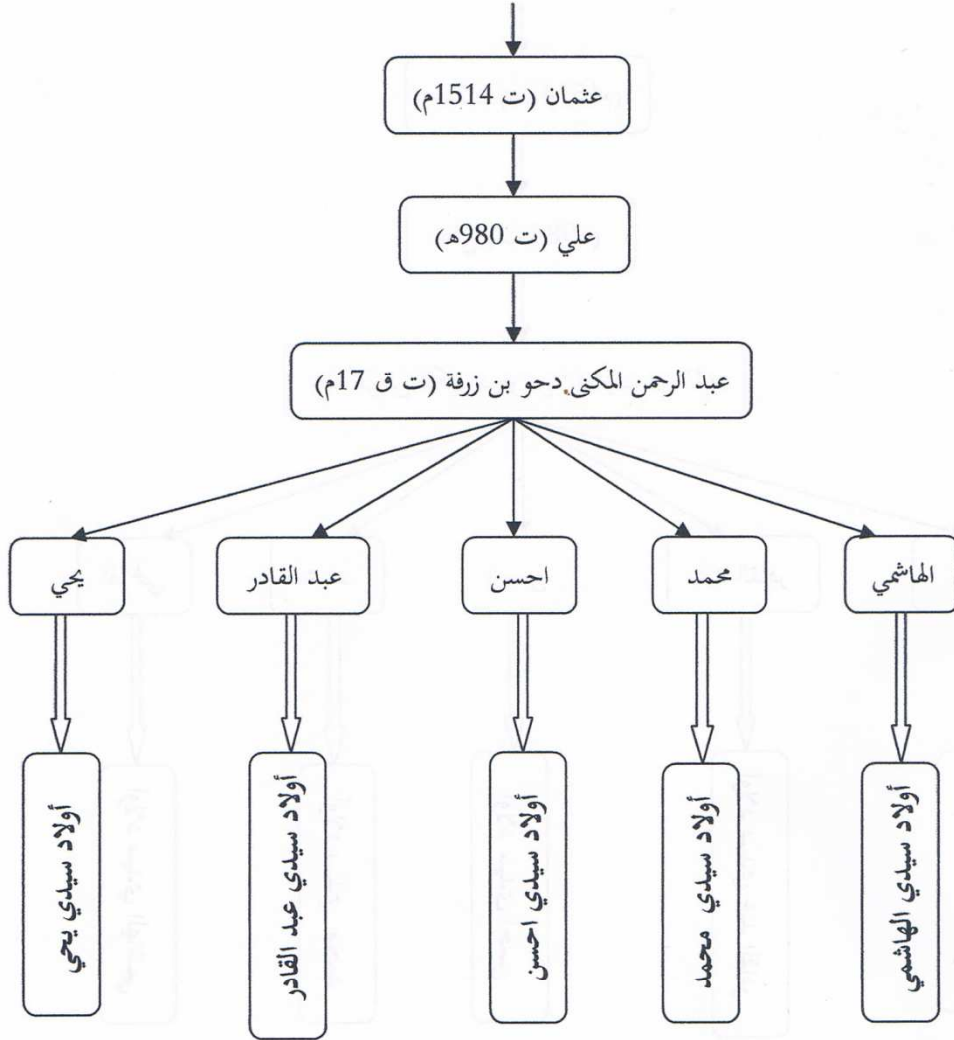 عثمان (ت 1514م)
علي (ت 980هـ)
عبد الرحمن المكنى دحو بن زرفة (ت ق 17م)
الهاشمي
محمد
احسن
عبد القادر
يحي
أولاد سيدي الهاشمي
أولاد سيدي محمد
أولاد سيدي احسن
أولاد سيدي عبد القادر
أولاد سيدي يحي